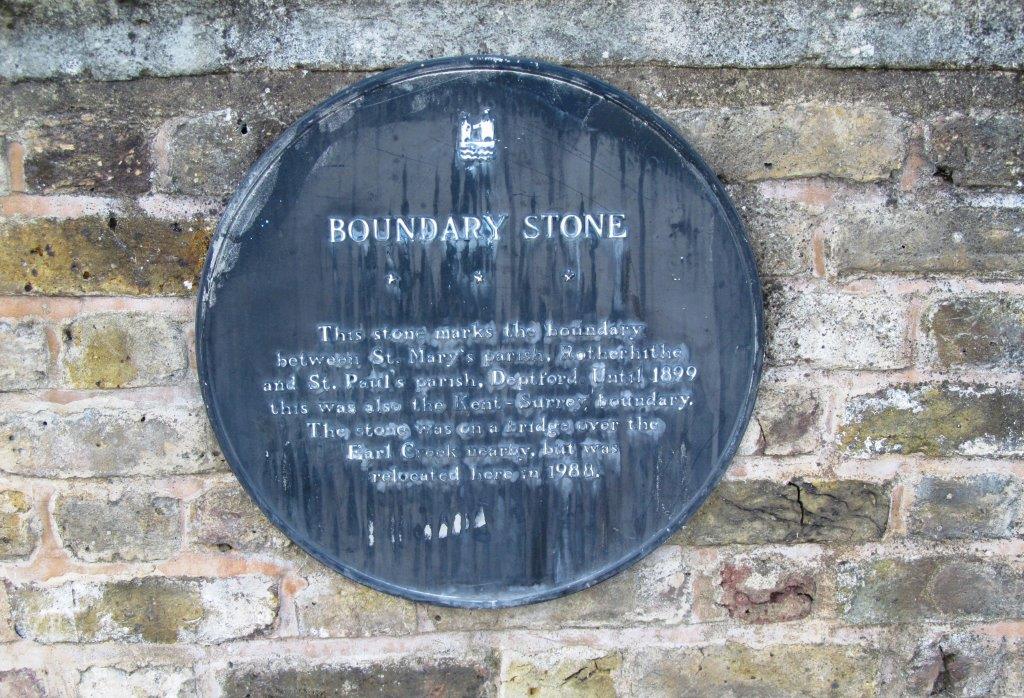 BOUNDARY STONE
This stone marks the boundary
between St. Mary's parish, Rotherhithe
and St. Paul's parish, Deptford. Until 1899
this was also the Kent-Surrey boundary.
The stone was on a bridge over the
Earl Creek nearby, but was
relocated here in 1988.